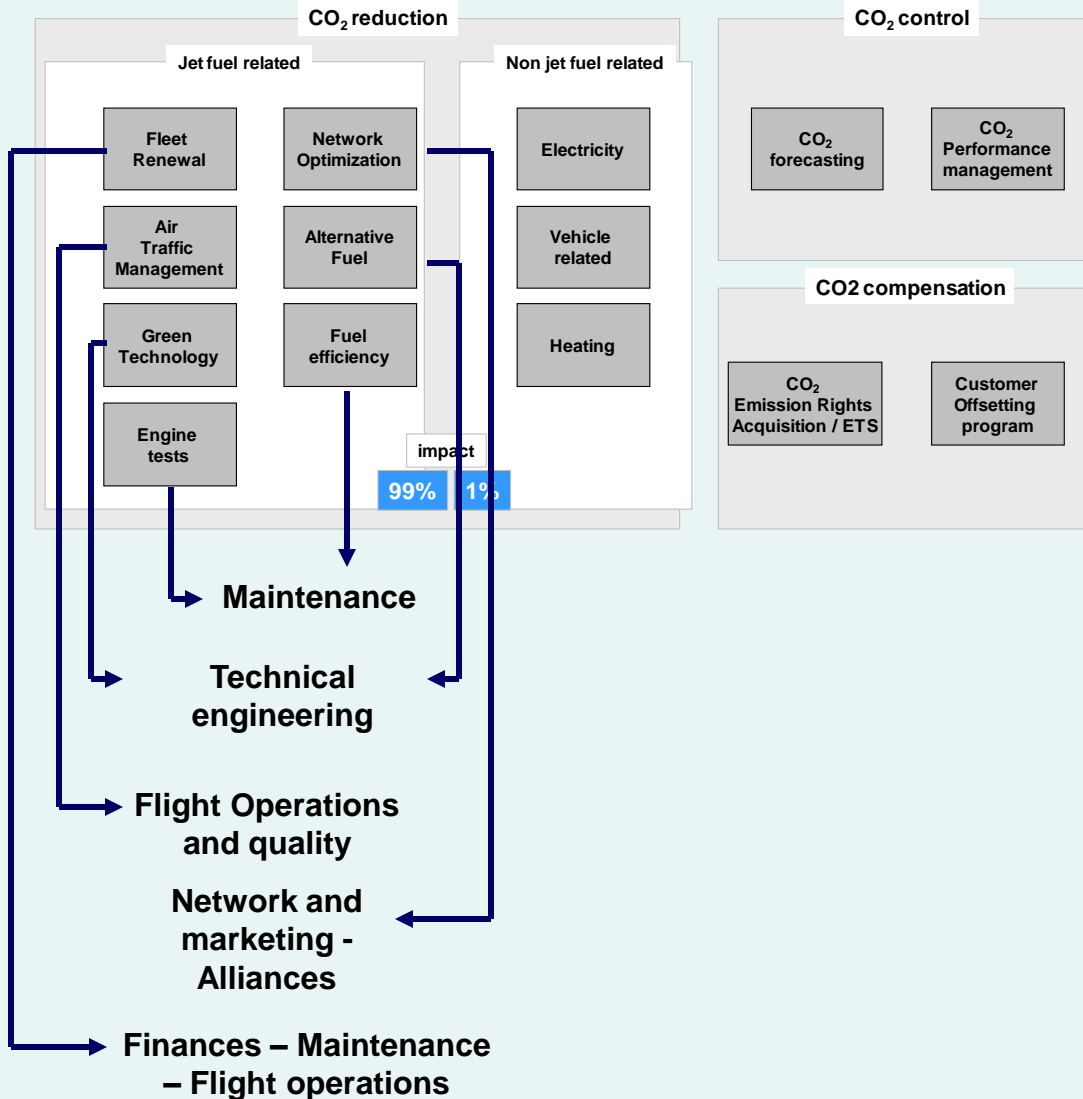 CO₂ reduction
Jet fuel related
Fleet
Renewal
Network
Optimization
Air
Traffic
Management
Alternative
Fuel
Green
Technology
Fuel
efficiency
Engine
tests
Non jet fuel related
Electricity
Vehicle
related
Heating
impact
99%
1%
CO₂ control
CO₂
forecasting
CO₂
Performance
management
CO2 compensation
CO₂
Emission Rights
Acquisition / ETS
Customer
Offsetting
program
Maintenance
Technical
engineering
Flight Operations
and quality
Network and
marketing -
Alliances
Finances – Maintenance
– Flight operations